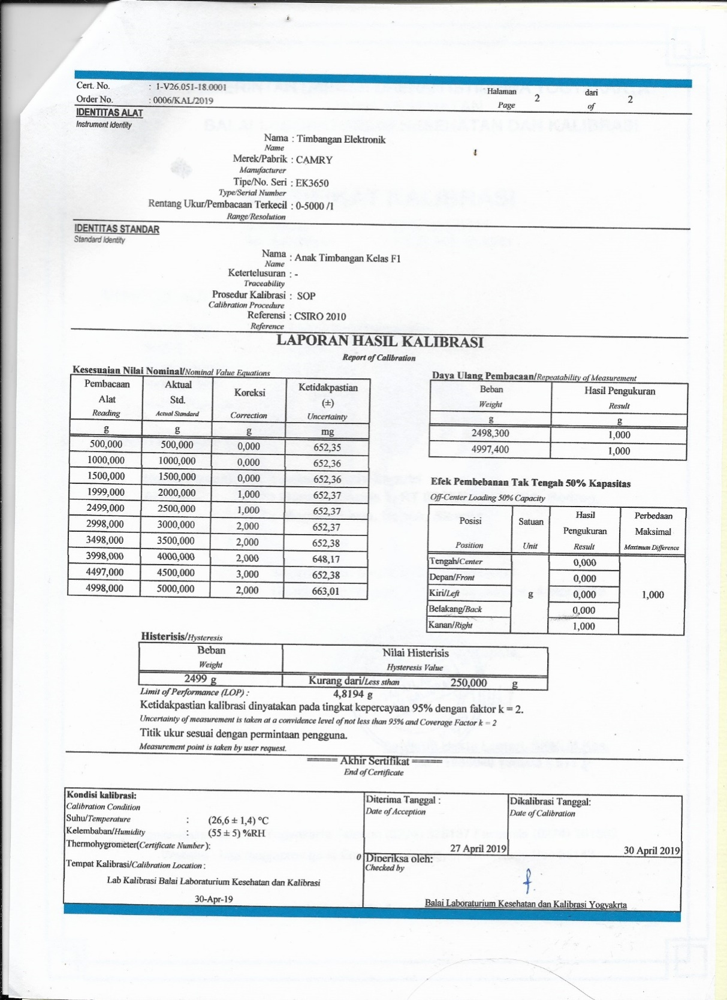 Cert. No. : 1-V26.051-18.0001
Order No. : 0006/KAL/2019
Halaman 2 dari 2
Page of
IDENTITAS ALAT
Instrument Identity
Nama : Timbangan Elektronik
Name
Merek/Pabrik : CAMRY
Manufacturer
Tipe/No. Seri : EK3650
Type/Serial Number
Rentang Ukur/Pembacaan Terkecil : 0-5000 /1
Range/Resolution
IDENTITAS STANDAR
Standard Identity
Nama : Anak Timbangan Kelas F1
Name
Ketertelusuran : -
Traceability
Prosedur Kalibrasi : SOP
Calibration Procedure
Referensi : CSIRO 2010
Reference
LAPORAN HASIL KALIBRASI
Report of Calibration
Kesesuaian Nilai Nominal/Nominal Value Equations
Pembacaan Aktual Koreksi Ketidakpastian
Alat Std. (±)
Reading Actual Standard Correction Uncertainty
g g g mg
500,000 500,000 0,000 652,35
1000,000 1000,000 0,000 652,36
1500,000 1500,000 0,000 652,36
1999,000 2000,000 1,000 652,37
2499,000 2500,000 1,000 652,37
2998,000 3000,000 2,000 652,37
3498,000 3500,000 2,000 652,38
3998,000 4000,000 2,000 648,17
4497,000 4500,000 3,000 652,38
4998,000 5000,000 2,000 663,01
Daya Ulang Pembacaan/Repeatability of Measurement
Beban Hasil Pengukuran
Weight Result
g g
2498,300 1,000
4997,400 1,000
Efek Pembebanan Tak Tengah 50% Kapasitas
Off-Center Loading 50% Capacity
Posisi Satuan Hasil Pengukuran Perbedaan Maksimal
Position Unit Result Maximum Difference
Tengah/Center 0,000
Depan/Front 0,000
Kiri/Left g 0,000 1,000
Belakang/Back 0,000
Kanan/Right 1,000
Histerisis/Hysteresis
Beban Nilai Histerisis
Weight Hysteresis Value
2499 g Kurang dari/Less sthan 250,000 g
Limit of Performance (LOP) : 4,8194 g
Ketidakpastian kalibrasi dinyatakan pada tingkat kepercayaan 95% dengan faktor k = 2.
Uncertainty of measurement is taken at a convidence level of not less than 95% and Coverage Factor k = 2
Titik ukur sesuai dengan permintaan pengguna.
Measurement point is taken by user request.
===== Akhir Sertifikat =====
End of Certificate
Kondisi kalibrasi:
Calibration Condition
Suhu/Temperature : (26,6 ± 1,4) °C
Kelembaban/Humidity : (55 ± 5) %RH
Thermohygrometer(Certificate Number):
0
Tempat Kalibrasi/Calibration Location :
Lab Kalibrasi Balai Laboraturium Kesehatan dan Kalibrasi
30-Apr-19
Diterima Tanggal :
Date of Acception
27 April 2019
Dikalibrasi Tanggal:
Date of Calibration
30 April 2019
Diperiksa oleh:
Checked by
Balai Laboraturium Kesehatan dan Kalibrasi Yogyakrta